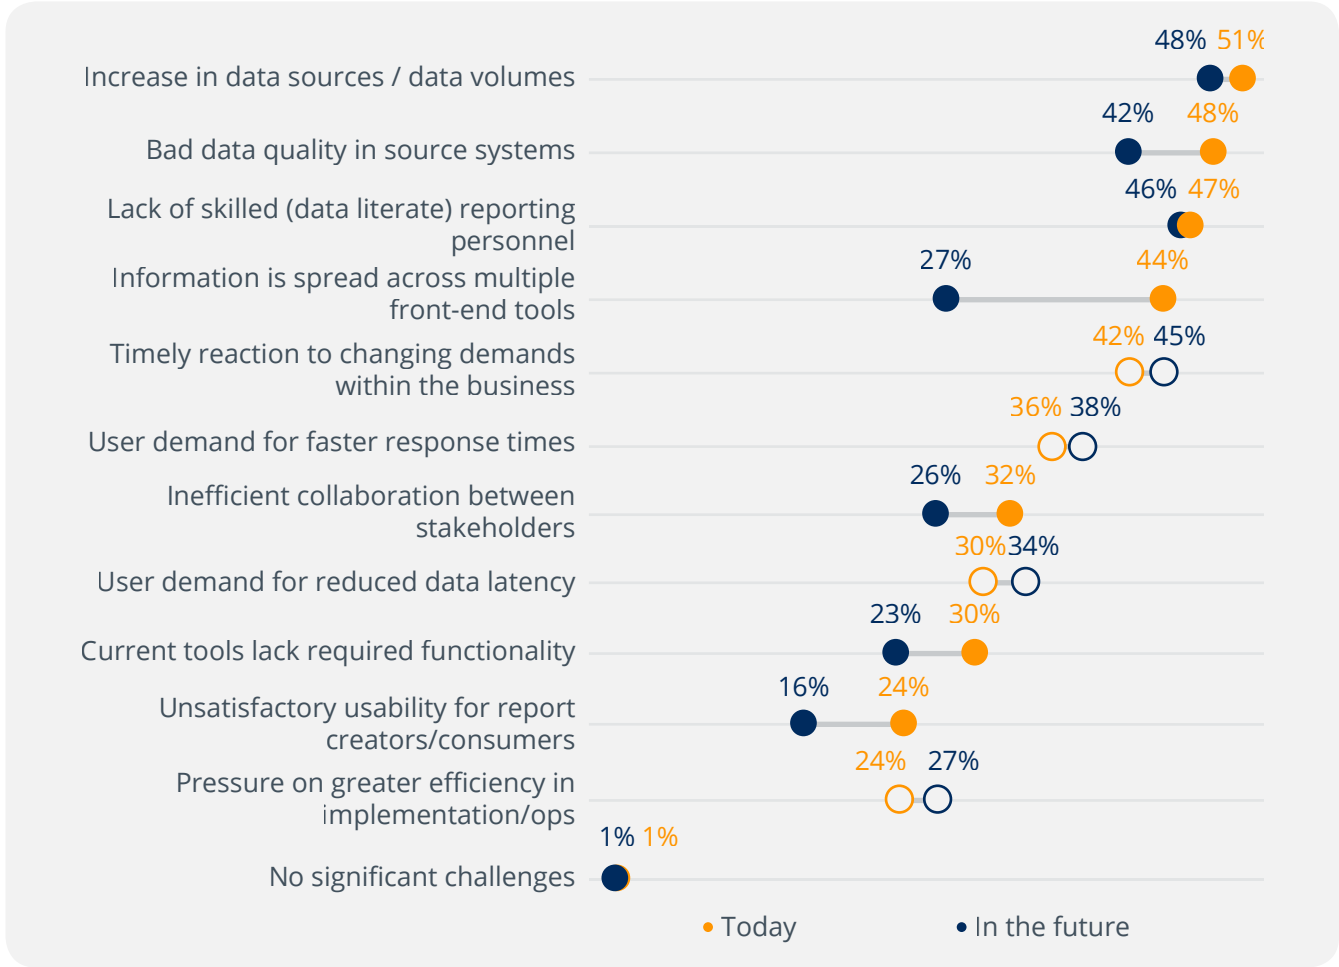 48% 51%
Increase in data sources / data volumes
42% 48%
Bad data quality in source systems
46% 47%
Lack of skilled (data literate) reporting
personnel
27% 44%
Information is spread across multiple
front-end tools
42% 45%
Timely reaction to changing demands
within the business
36% 38%
User demand for faster response times
26% 32%
Inefficient collaboration between
stakeholders
30% 34%
User demand for reduced data latency
23% 30%
Current tools lack required functionality
16% 24%
Unsatisfactory usability for report
creators/consumers
24% 27%
Pressure on greater efficiency in
implementation/ops
1% 1%
No significant challenges
Today In the future